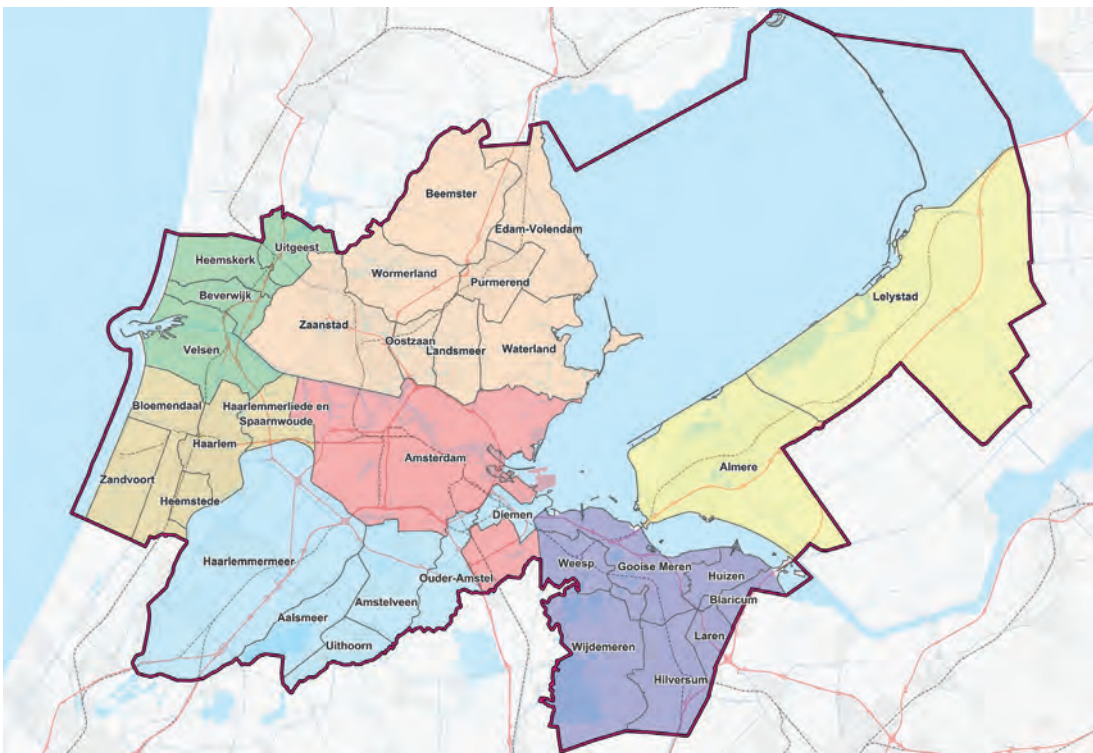 Beemster
Edam-Volendam
Uitgeest
Heemskerk
Wormerland
Purmerend
Beverwijk
Lelystad
Zaanstad
Oostzaan
Velsen
Landsmeer
Waterland
Bloemendaal
Haarlemmerliede en
Spaarnwoude
Haarlem
Amsterdam
Almere
Zandvoort
Heemstede
Diemen
Haarlemmermeer
Weesp
Gooise Meren
Ouder-Amstel
Huizen
Amstelveen
Blaricum
Aalsmeer
Laren
Uithoorn
Wijdemeren
Hilversum